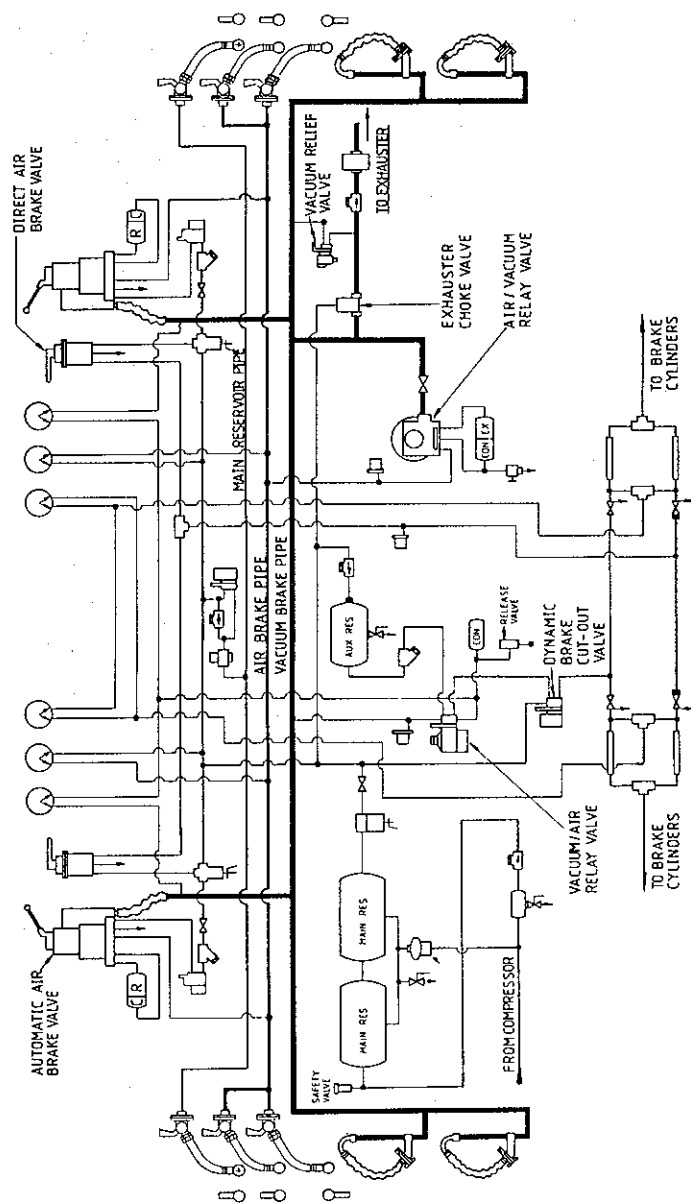 AUTOMATIC AIR
BRAKE VALVE
R
DIRECT AIR
BRAKE VALVE
R
MAIN RESERVOIR PIPE
AIR BRAKE PIPE
VACUUM BRAKE PIPE
VACUUM RELIEF
VALVE
TO EXHAUSTER
EXHAUSTER
CHOKE VALVE
AIR/VACUUM
RELAY VALVE
CON
CX
AUX RES
CON
RELEASE
VALVE
DYNAMIC
BRAKE
CUT-OUT
VALVE
VACUUM/AIR
RELAY VALVE
MAIN RES
MAIN RES
SAFETY
VALVE
FROM COMPRESSOR
TO BRAKE
CYLINDERS
TO BRAKE
CYLINDERS